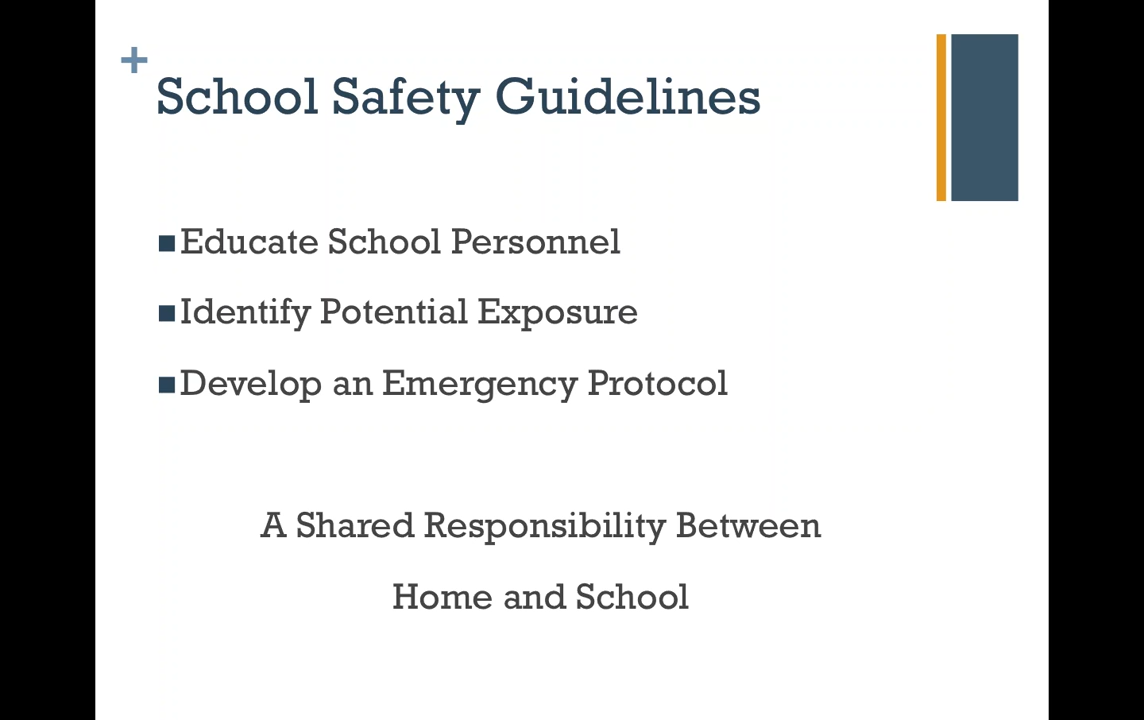 +
School Safety Guidelines
■Educate School Personnel
■Identify Potential Exposure
■Develop an Emergency Protocol
A Shared Responsibility Between
Home and School